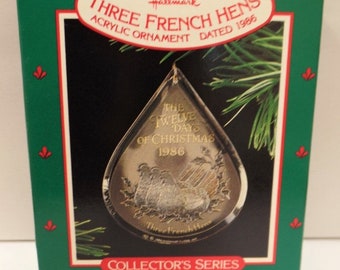 Hallmark
THREE FRENCH HENS
ACRYLIC ORNAMENT DATED 1986
THE
TWELVE
DAYS
OF CHRISTMAS
1986
Three French Hens
COLLECTOR'S SERIES